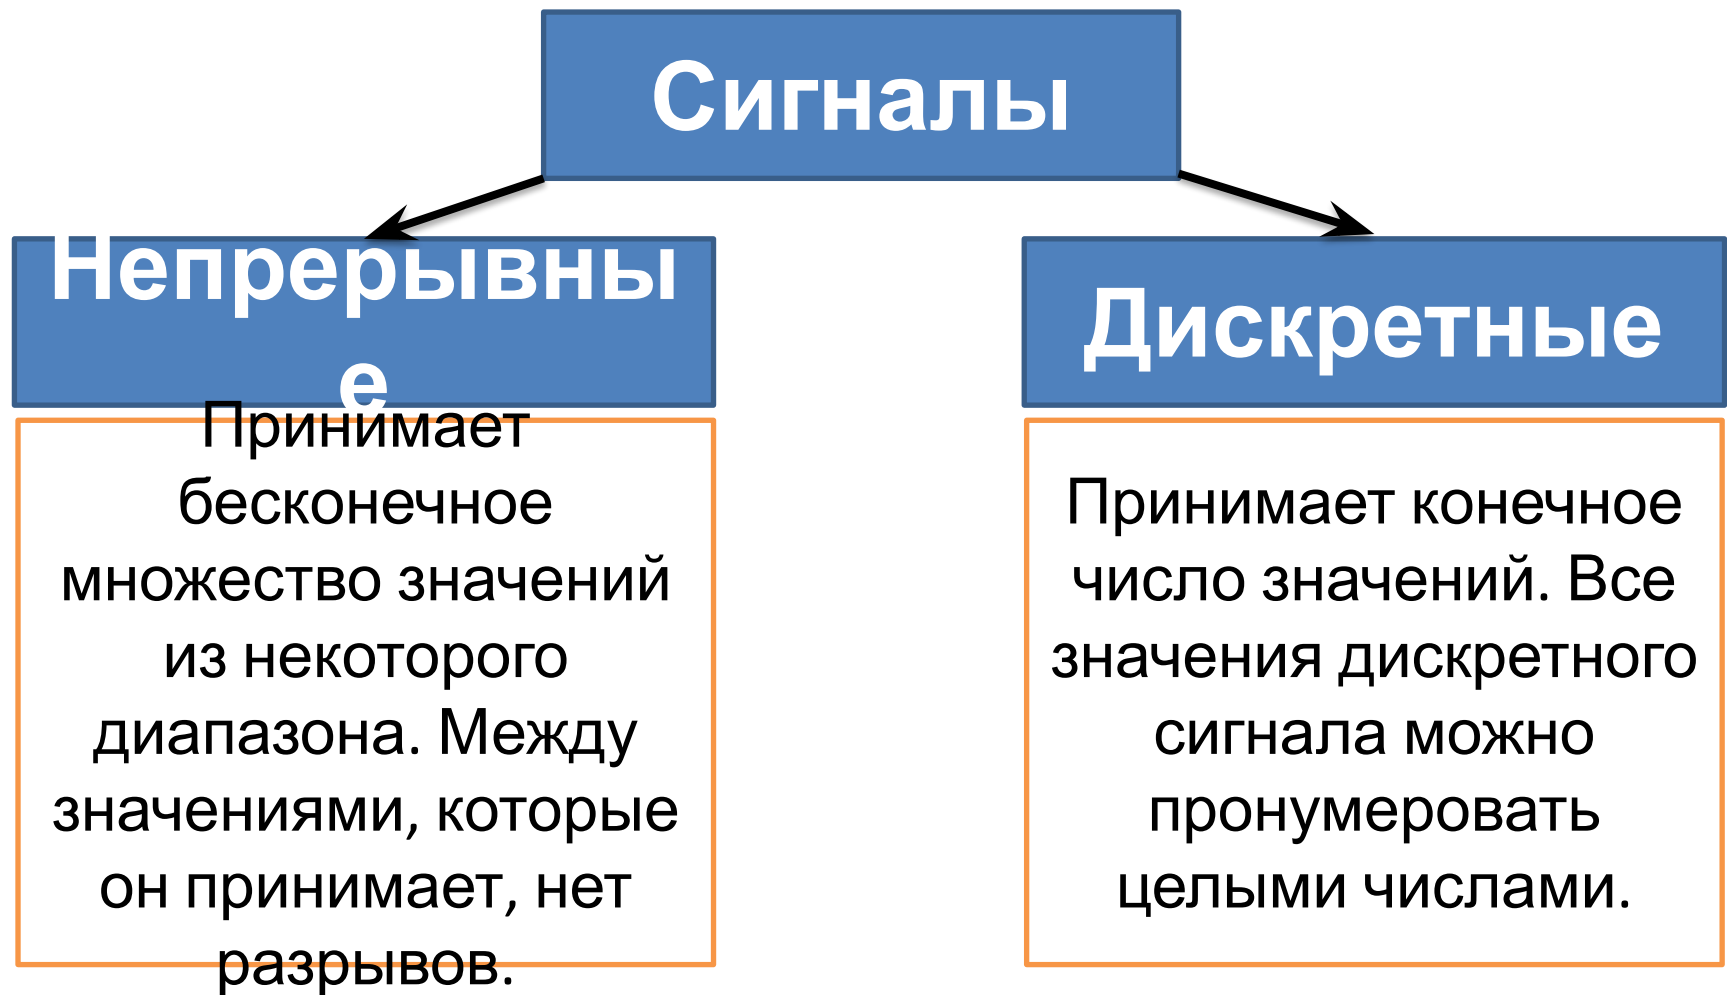 Сигналы
Непрерывны
е
Принимает
бесконечное
множество значений
из некоторого
диапазона. Между
значениями, которые
он принимает, нет
разрывов.
Дискретные
Принимает конечное
число значений. Все
значения дискретного
сигнала можно
пронумеровать
целыми числами.